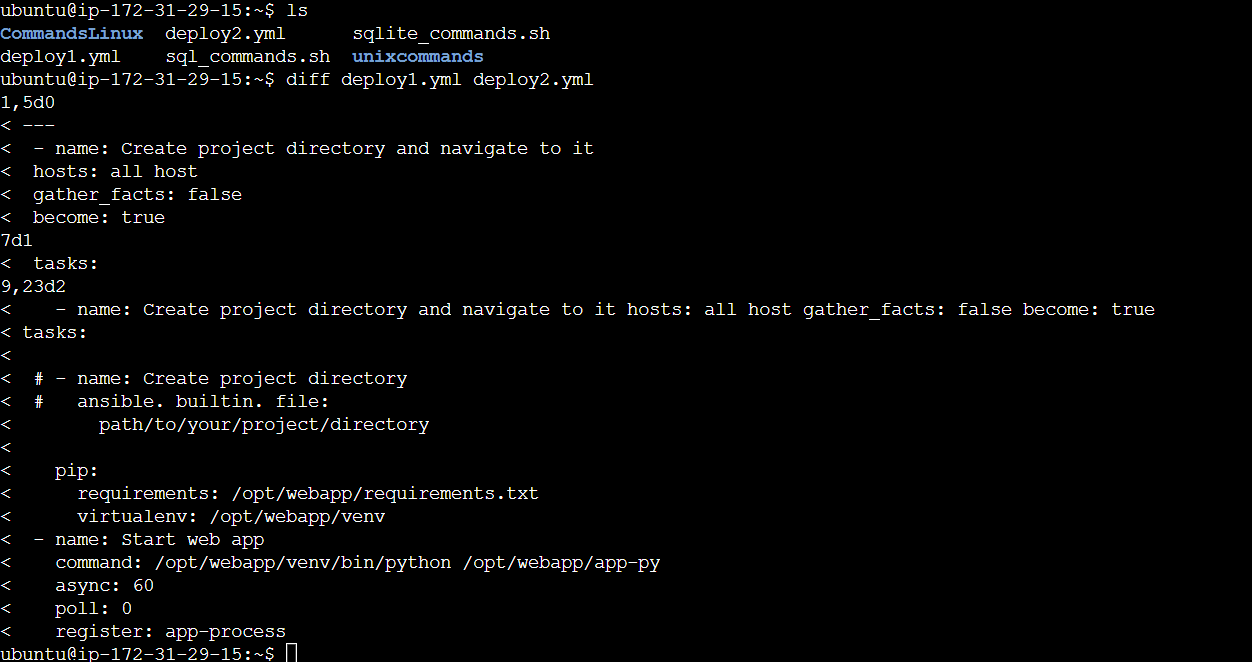 ubuntu@ip-172-31-29-15:~$ ls
CommandsLinux  deploy2.yml      sqlite_commands.sh
deploy1.yml    sql_commands.sh  unixcommands
ubuntu@ip-172-31-29-15:~$ diff deploy1.yml deploy2.yml
1,5d0
< ---
<  - name: Create project directory and navigate to it
<  hosts: all host
<  gather_facts: false
<  become: true
7d1
<  tasks:
9,23d2
<    - name: Create project directory and navigate to it hosts: all host gather_facts: false become: true
< tasks:
<
<  # - name: Create project directory
<  #   ansible. builtin. file:
<        path/to/your/project/directory
<
<    pip:
<      requirements: /opt/webapp/requirements.txt
<      virtualenv: /opt/webapp/venv
<  - name: Start web app
<    command: /opt/webapp/venv/bin/python /opt/webapp/app-py
<    async: 60
<    poll: 0
<    register: app-process
ubuntu@ip-172-31-29-15:~$